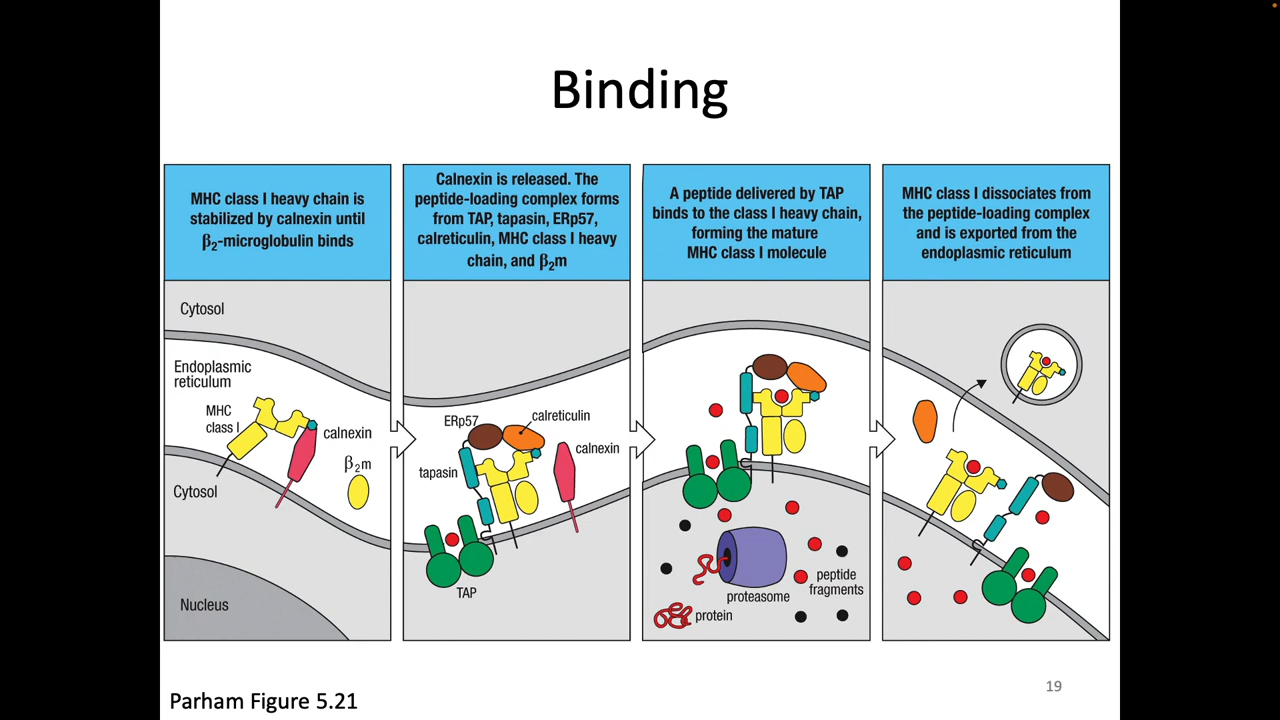 Binding
MHC class I heavy chain is
stabilized by calnexin until
β2-microglobulin binds
Calnexin is released. The
peptide-loading complex forms
from TAP, tapasin, ERp57,
calreticulin, MHC class I heavy
chain, and β2m
A peptide delivered by TAP
binds to the class I heavy chain,
forming the mature
MHC class I molecule
MHC class I dissociates from
the peptide-loading complex
and is exported from the
endoplasmic reticulum
Cytosol
Endoplasmic
reticulum
MHC
class I
calnexin
β2m
Cytosol
Nucleus
ERp57
calreticulin
calnexin
tapasin
TAP
peptide
fragments
proteasome
protein
19
Parham Figure 5.21